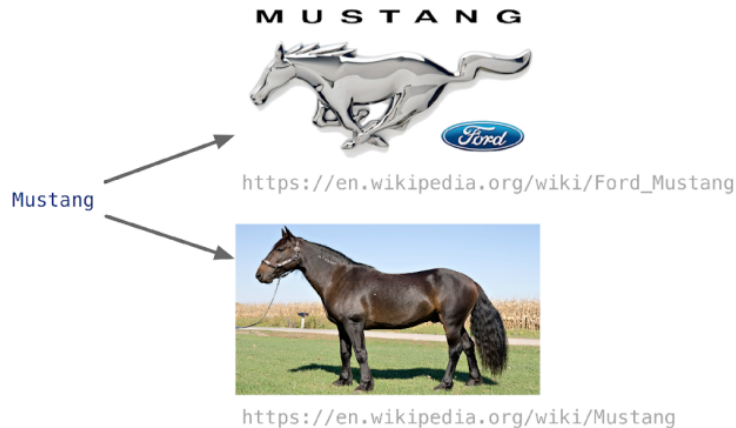 MUSTANG
Ford
https://en.wikipedia.org/wiki/Ford_Mustang
Mustang
https://en.wikipedia.org/wiki/Mustang